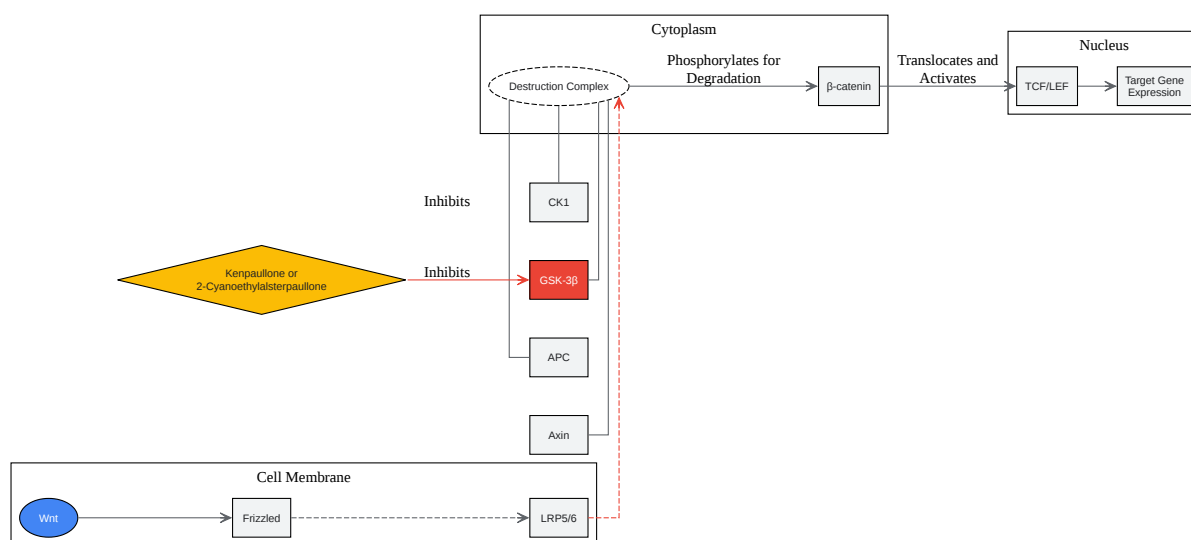 Cytoplasm
Nucleus
Destruction Complex
Phosphorylates for
Degradation
β-catenin
Translocates and
Activates
TCF/LEF
Target Gene
Expression
CK1
Inhibits
Kenpaullone or
2-Cyanoethylalsterpaullone
Inhibits
GSK-3β
APC
Axin
Cell Membrane
Wnt
Frizzled
LRP5/6